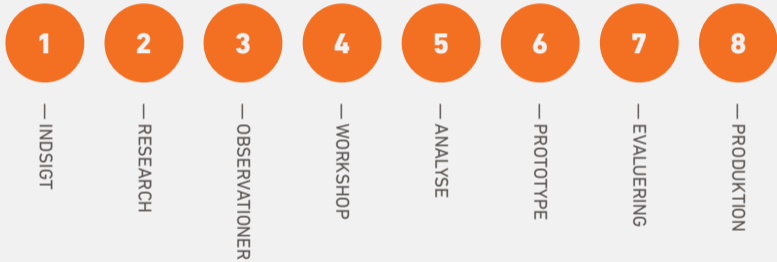 1
— INDSIGT
2
— RESEARCH
3
— OBSERVATIONER
4
— WORKSHOP
5
— ANALYSE
6
— PROTOTYPE
7
— EVALUERING
8
— PRODUKTION